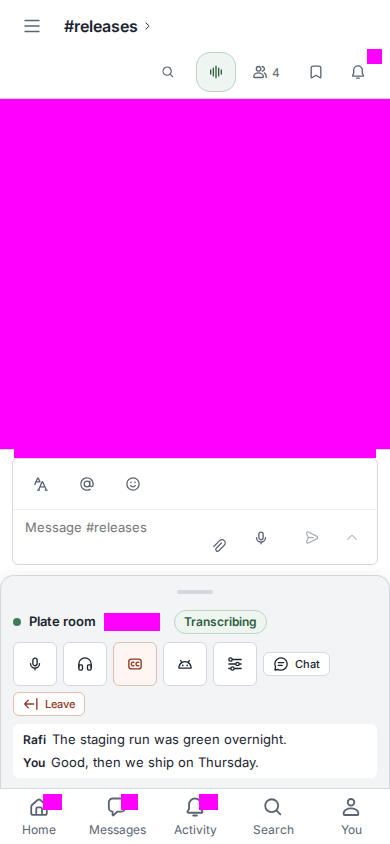 #releases
4
Message #releases
Plate room
Transcribing
CC
Chat
Leave
Rafi The staging run was green overnight.
You Good, then we ship on Thursday.
Home
Messages
Activity
Search
You